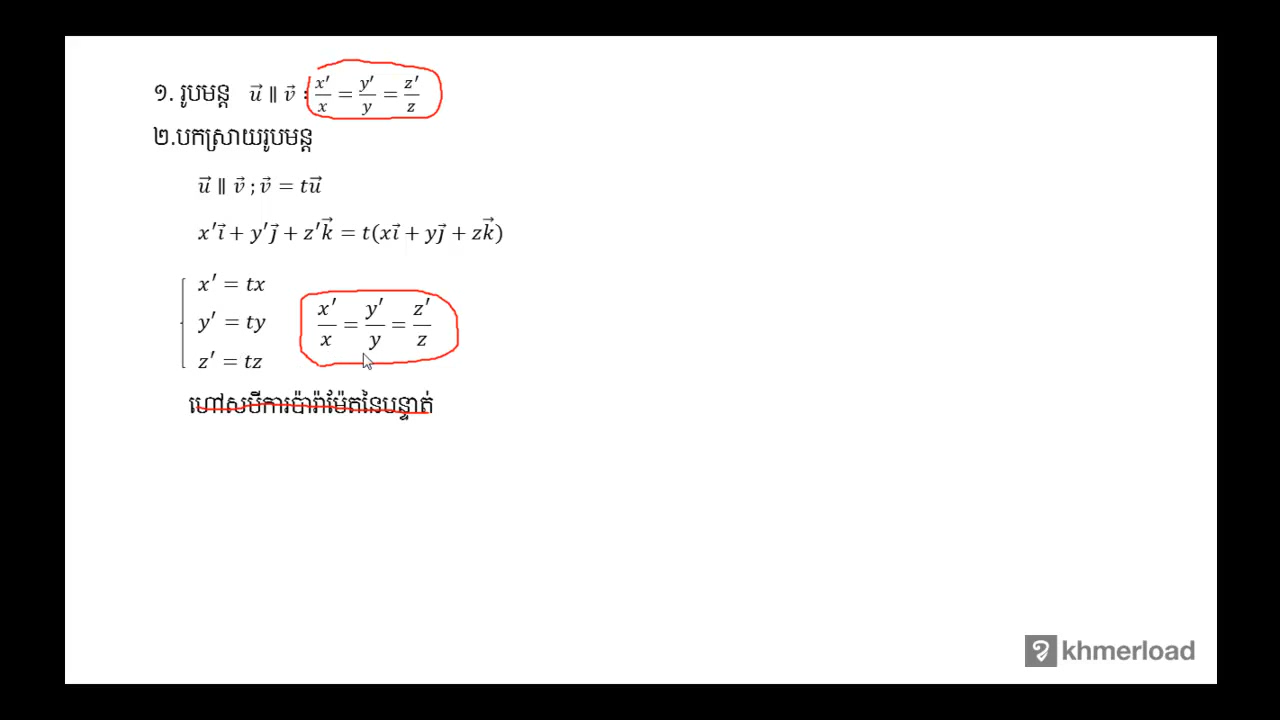 ១. រូបមន្ត u⃗ ∥ v⃗ : x′/x = y′/y = z′/z
២.បកស្រាយរូបមន្ត
u⃗ ∥ v⃗ ; v⃗ = tu⃗
x′i⃗ + y′j⃗ + z′k⃗ = t(xi⃗ + yj⃗ + zk⃗)
x′ = tx
y′ = ty
z′ = tz
x′/x = y′/y = z′/z
ហៅសមីការប៉ារ៉ាម៉ែតនៃបន្ទាត់
khmerload